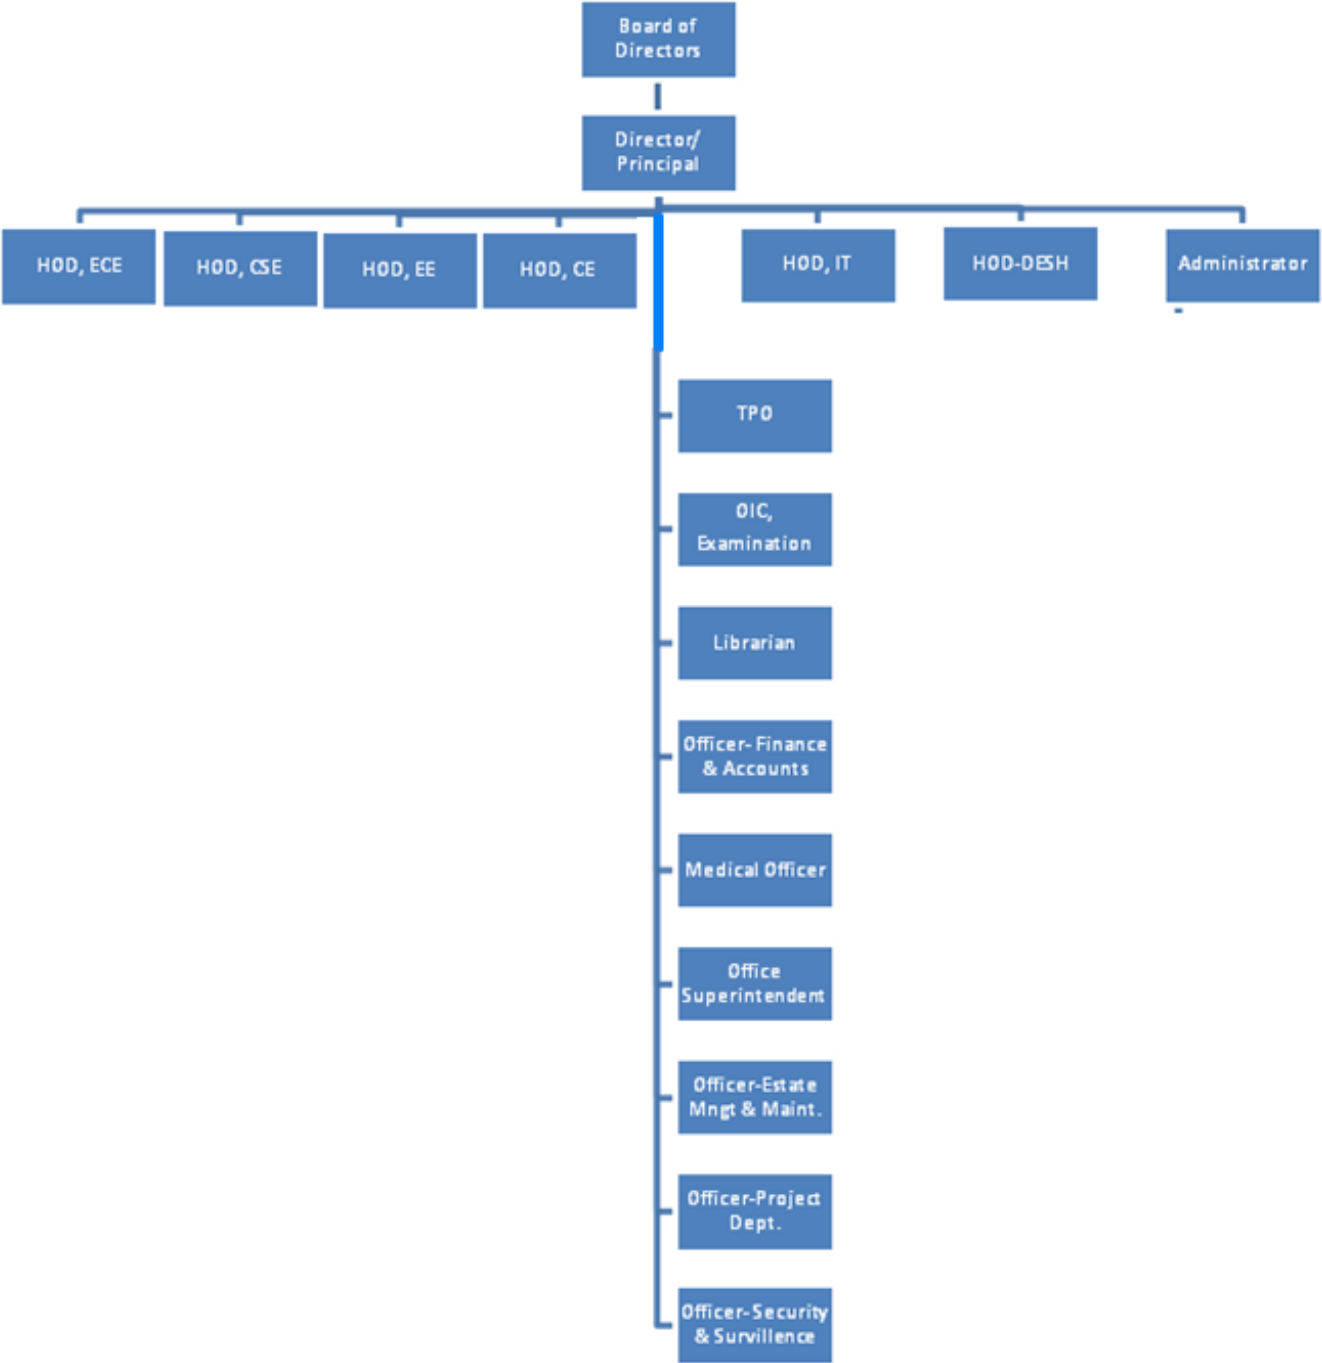 Board of
Directors
Director/
Principal
HOD, ECE
HOD, CSE
HOD, EE
HOD, CE
HOD, IT
HOD-DESH
Administrator
TPO
OIC,
Examination
Librarian
Officer- Finance
& Accounts
Medical Officer
Office
Superintendent
Officer-Estate
Mngt & Maint.
Officer-Project
Dept.
Officer-Security
& Survillence